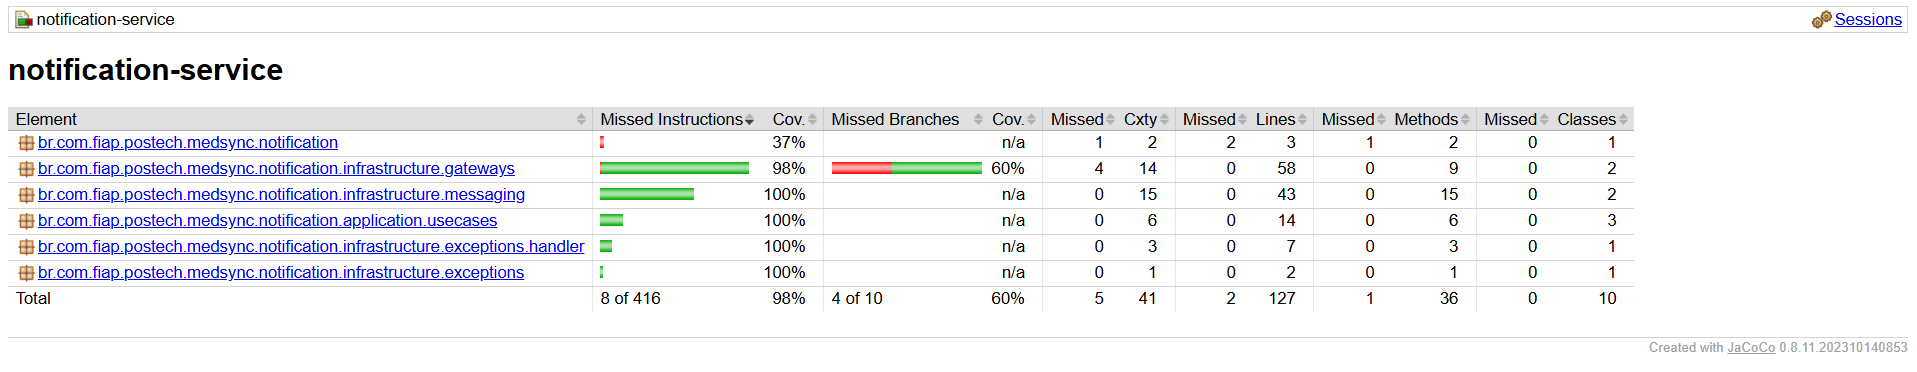 notification-service Sessions
notification-service
Element Missed Instructions Cov. Missed Branches Cov. Missed Cxty Missed Lines Missed Methods Missed Classes
br.com.fiap.postech.medsync.notification 37% n/a 1 2 2 3 1 2 0 1
br.com.fiap.postech.medsync.notification.infrastructure.gateways 98% 60% 4 14 0 58 0 9 0 2
br.com.fiap.postech.medsync.notification.infrastructure.messaging 100% n/a 0 15 0 43 0 15 0 2
br.com.fiap.postech.medsync.notification.application.usecases 100% n/a 0 6 0 14 0 6 0 3
br.com.fiap.postech.medsync.notification.infrastructure.exceptions.handler 100% n/a 0 3 0 7 0 3 0 1
br.com.fiap.postech.medsync.notification.infrastructure.exceptions 100% n/a 0 1 0 2 0 1 0 1
Total 8 of 416 98% 4 of 10 60% 5 41 2 127 1 36 0 10
Created with JaCoCo 0.8.11.202310140853